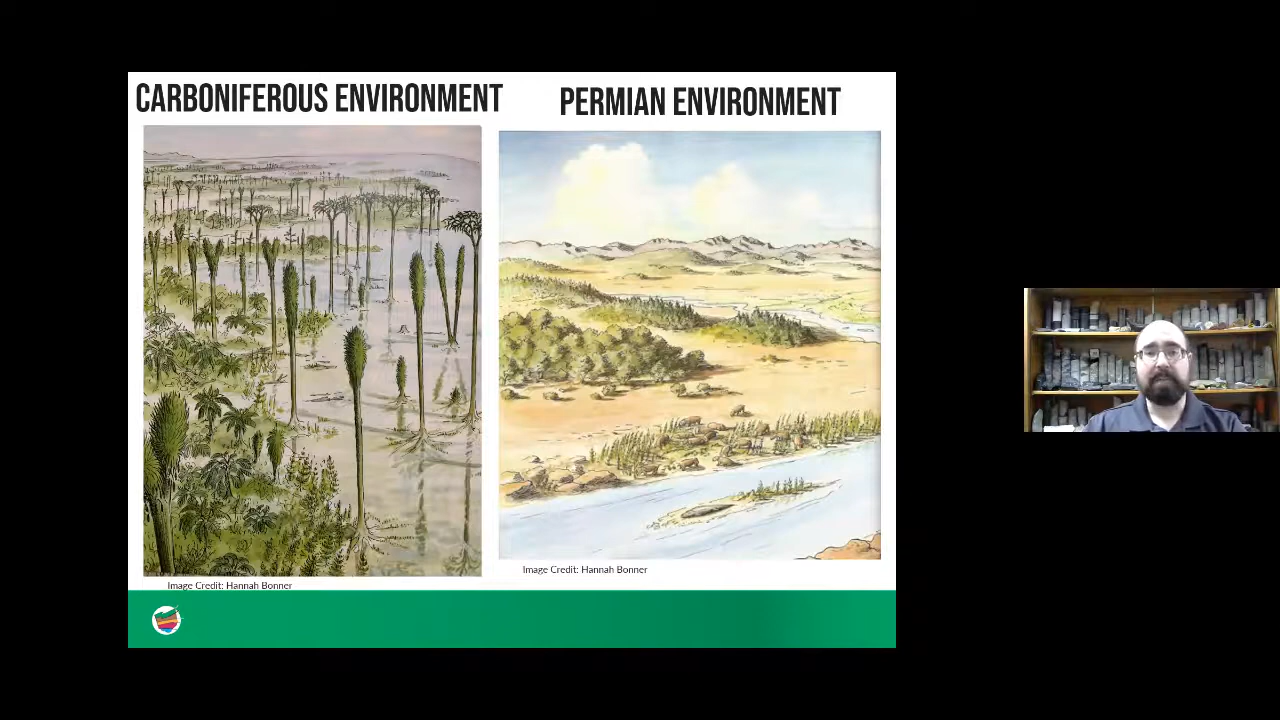 CARBONIFEROUS ENVIRONMENT
PERMIAN ENVIRONMENT
Image Credit: Hannah Bonner
Image Credit: Hannah Bonner